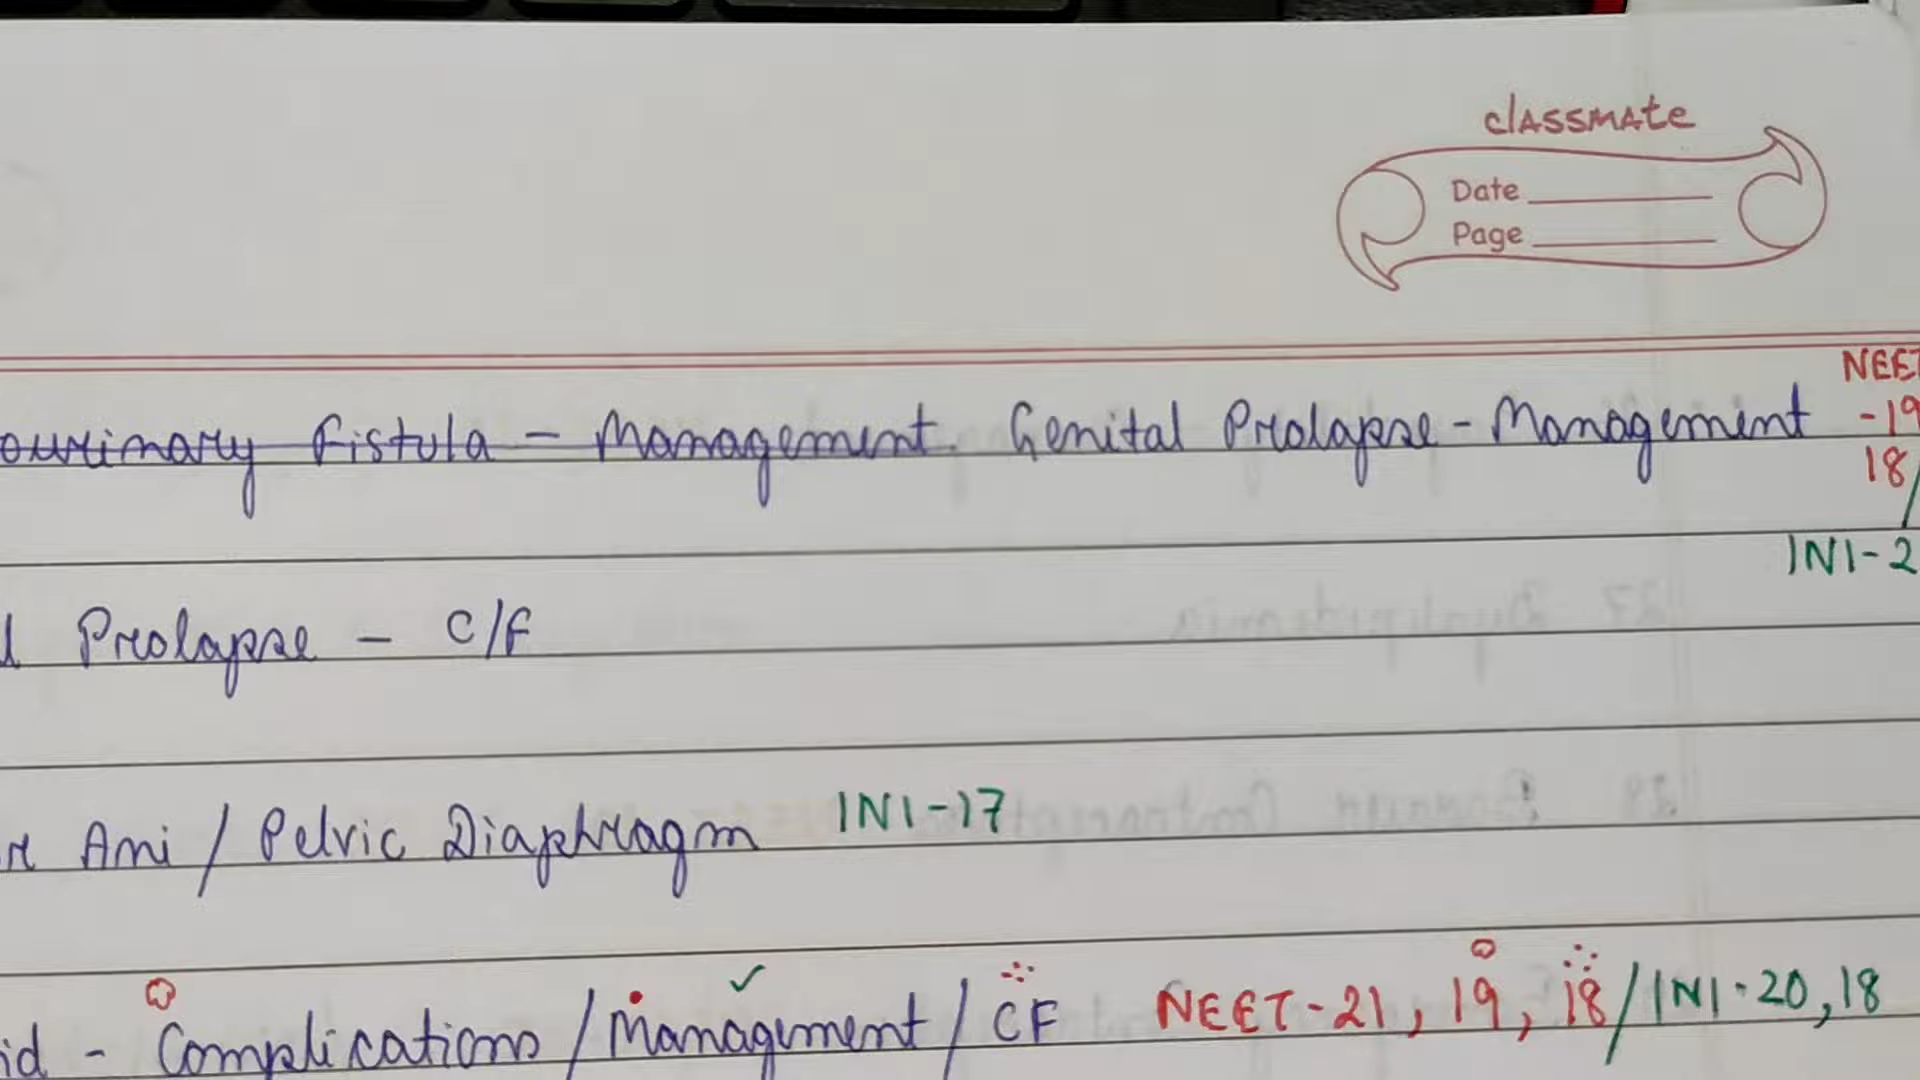 classmate
Date
Page
ourinary Fistula - Management. Genital Prolapse - Management NEET
-19
18/
INI-2
l Prolapse - C/F
Ani / Pelvic Diaphragm INI-17
id - Complications / Management / CF NEET-21, 19, 18/INI-20, 18